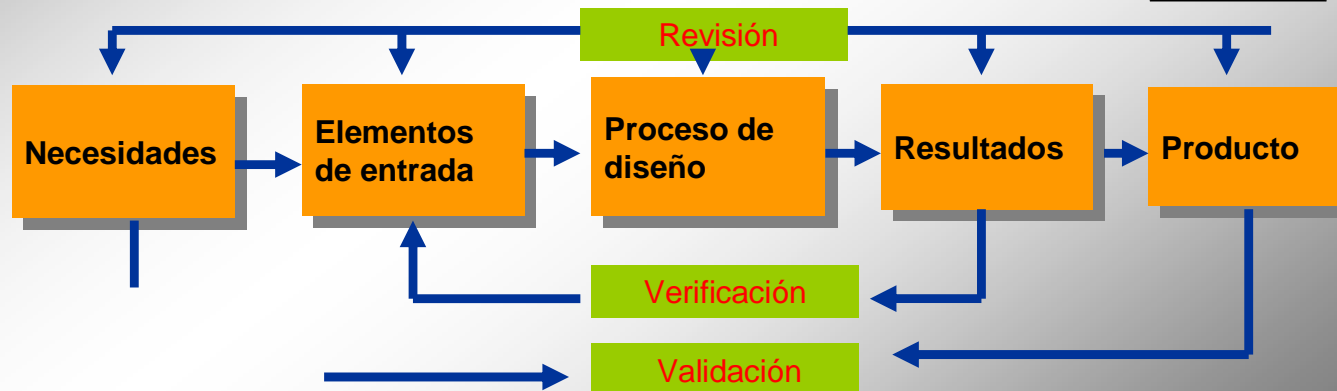 Revisión
Necesidades
Elementos
de entrada
Proceso de
diseño
Resultados
Producto
Verificación
Validación